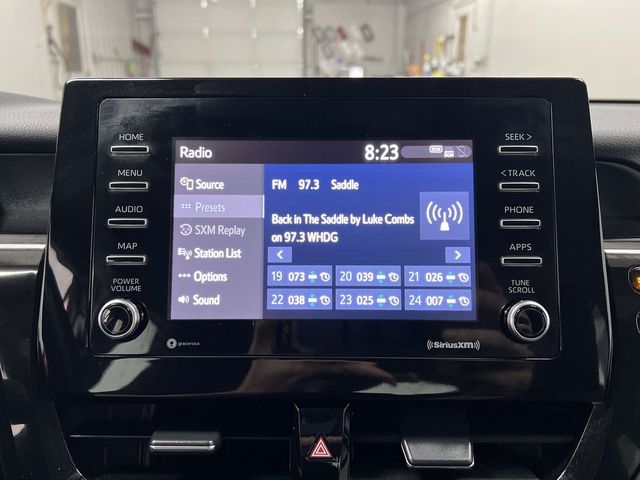 HOME
MENU
AUDIO
MAP
POWER
VOLUME
Radio
8:23
Source
Presets
SXM Replay
Station List
Options
Sound
FM 97.3 Saddle
Back in The Saddle by Luke Combs
on 97.3 WHDG
<
>
19 073
20 039
21 026
22 038
23 025
24 007
SEEK >
< TRACK
PHONE
APPS
TUNE
SCROLL
gracenote
((SiriusXM))